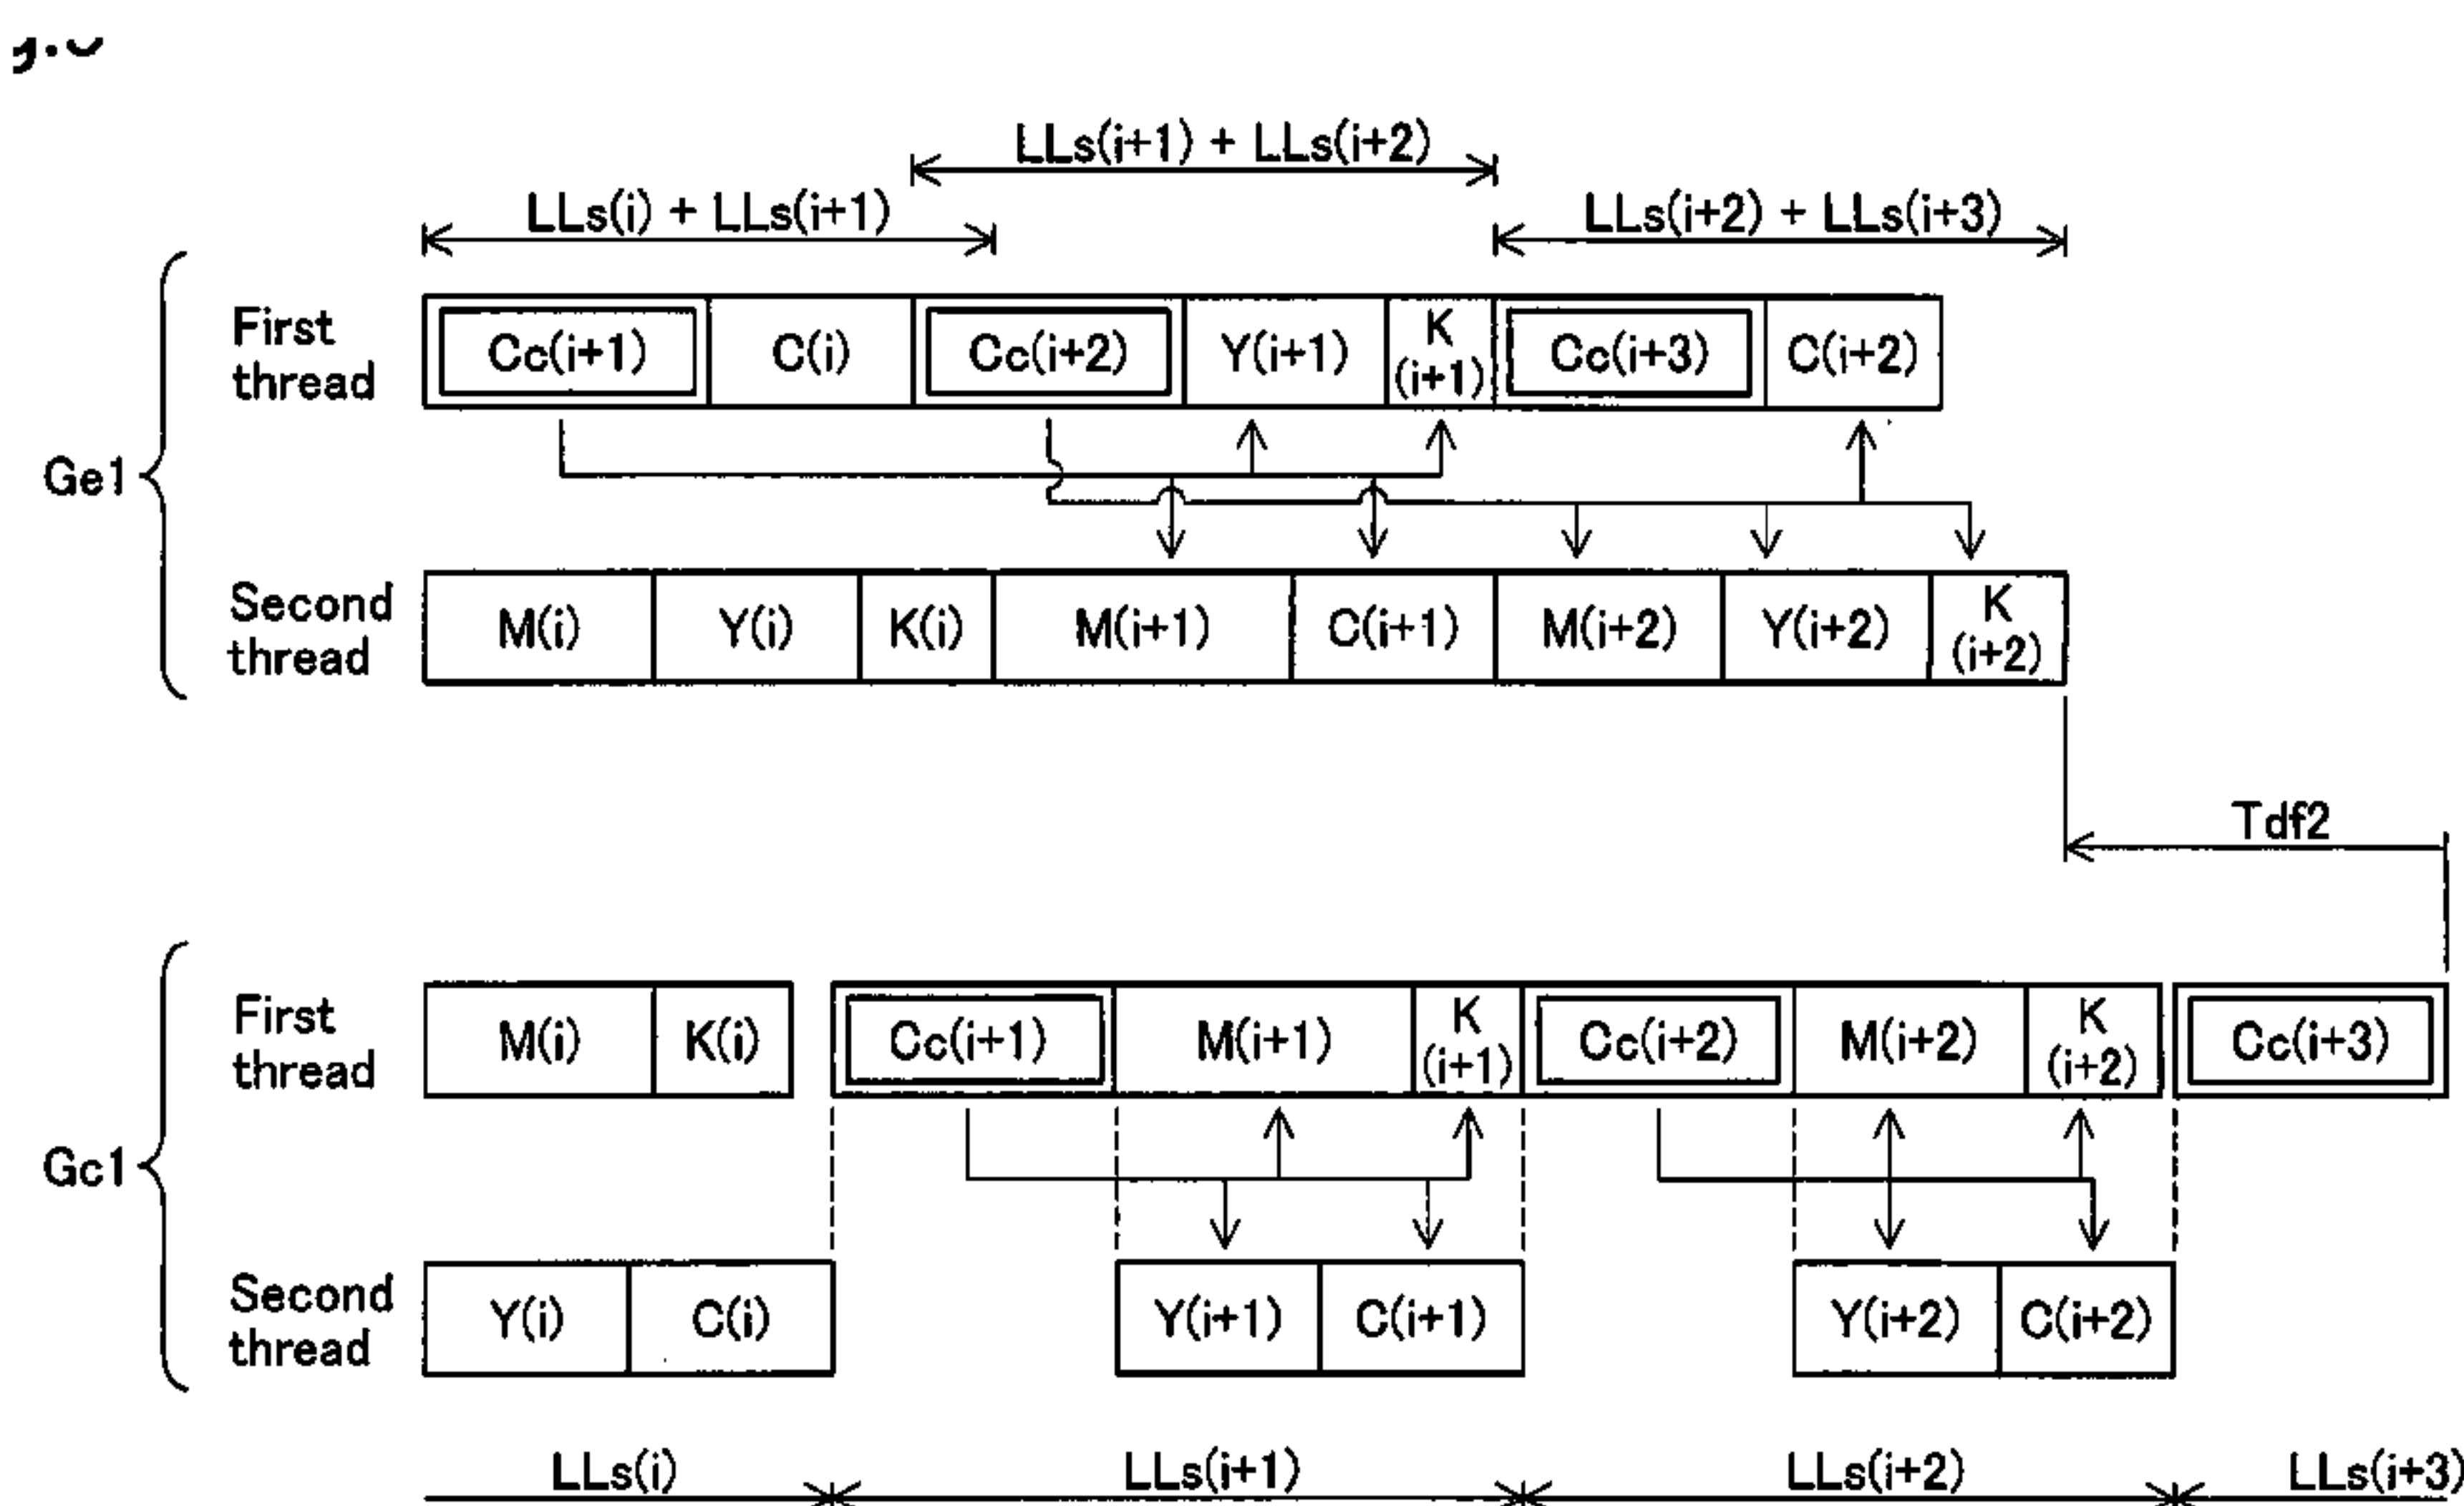 LLs(i+1) + LLs(i+2)
LLs(i) + LLs(i+1)
LLs(i+2) + LLs(i+3)
Ge1
First
thread
Cc(i+1)
C(i)
Cc(i+2)
Y(i+1)
K
(i+1)
Cc(i+3)
C(i+2)
Second
thread
M(i)
Y(i)
K(i)
M(i+1)
C(i+1)
M(i+2)
Y(i+2)
K
(i+2)
Tdf2
Gc1
First
thread
M(i)
K(i)
Cc(i+1)
M(i+1)
K
(i+1)
Cc(i+2)
M(i+2)
K
(i+2)
Cc(i+3)
Second
thread
Y(i)
C(i)
Y(i+1)
C(i+1)
Y(i+2)
C(i+2)
LLs(i)
LLs(i+1)
LLs(i+2)
LLs(i+3)